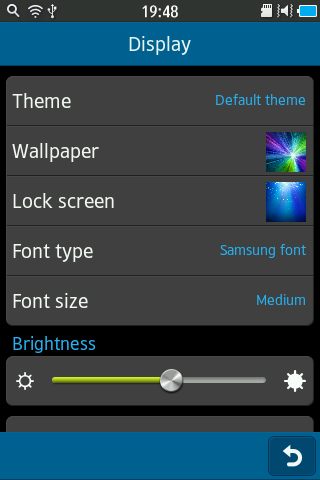 19:48
Display
Theme Default theme
Wallpaper
Lock screen
Font type Samsung font
Font size Medium
Brightness